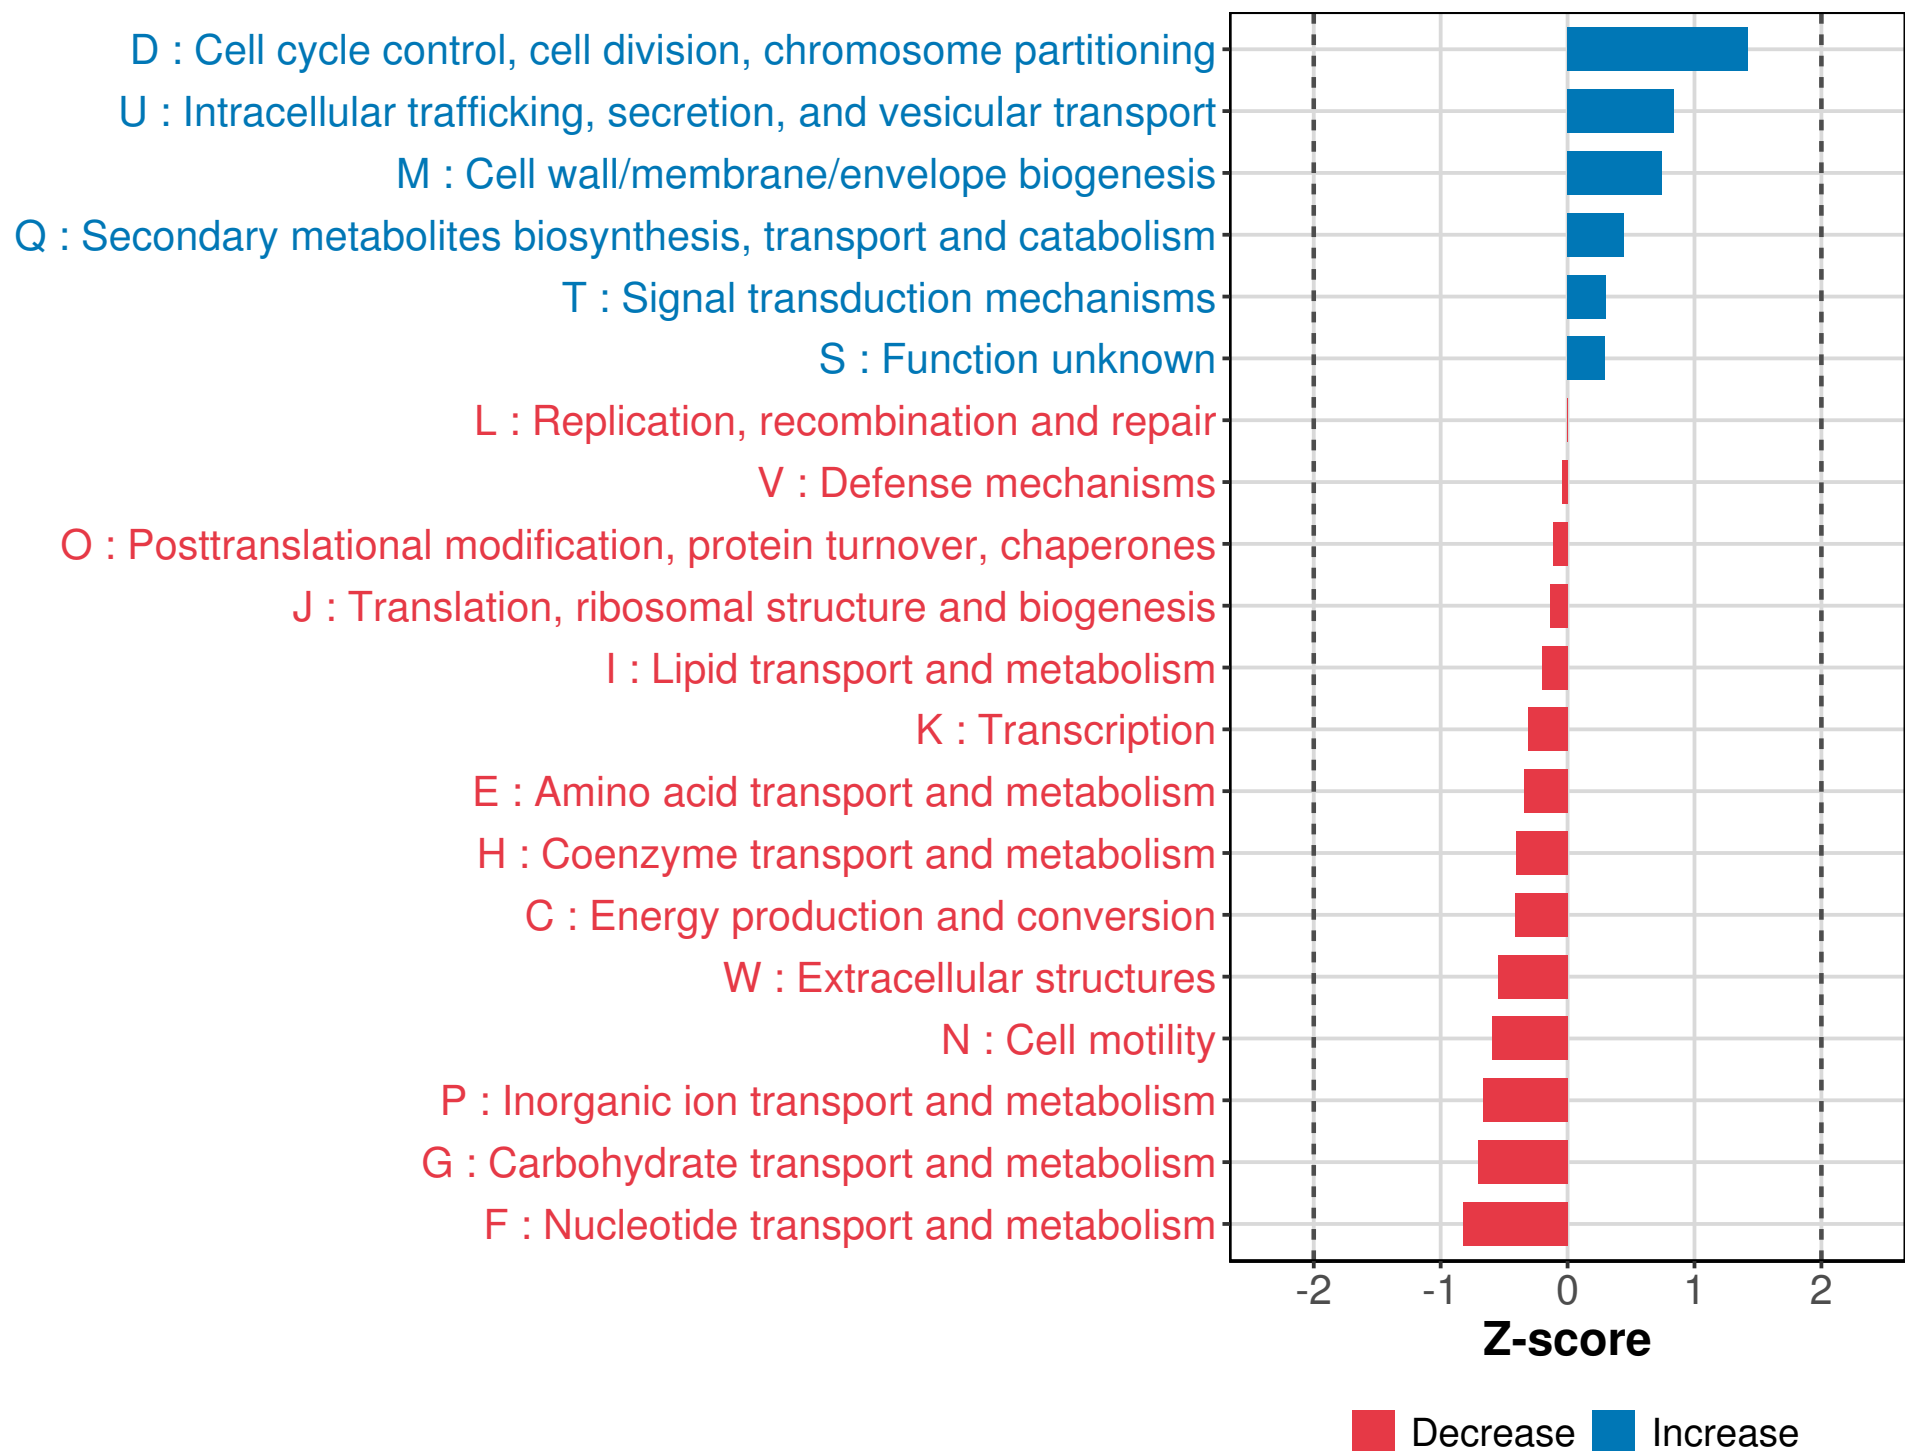 D : Cell cycle control, cell division, chromosome partitioning
U : Intracellular trafficking, secretion, and vesicular transport
M : Cell wall/membrane/envelope biogenesis
Q : Secondary metabolites biosynthesis, transport and catabolism
T : Signal transduction mechanisms
S : Function unknown
L : Replication, recombination and repair
V : Defense mechanisms
O : Posttranslational modification, protein turnover, chaperones
J : Translation, ribosomal structure and biogenesis
I : Lipid transport and metabolism
K : Transcription
E : Amino acid transport and metabolism
H : Coenzyme transport and metabolism
C : Energy production and conversion
W : Extracellular structures
N : Cell motility
P : Inorganic ion transport and metabolism
G : Carbohydrate transport and metabolism
F : Nucleotide transport and metabolism
-2 -1 0 1 2
Z-score
Decrease Increase